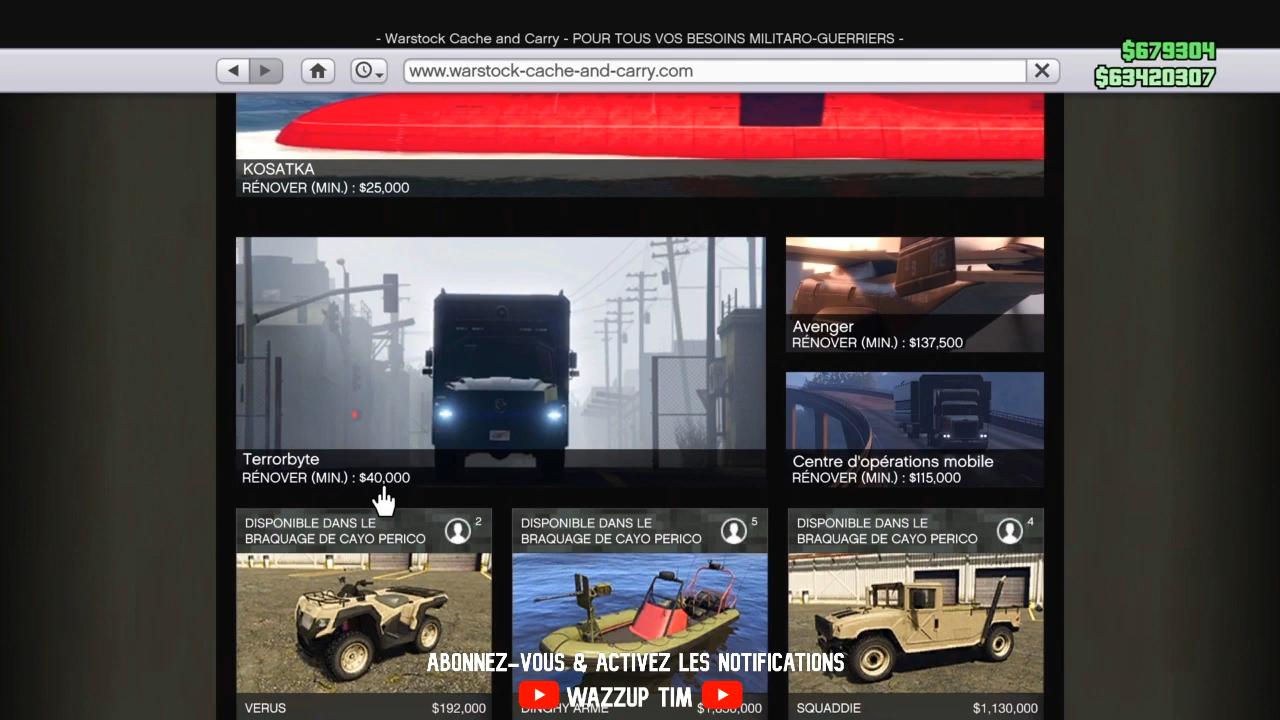 - Warstock Cache and Carry - POUR TOUS VOS BESOINS MILITARO-GUERRIERS -
www.warstock-cache-and-carry.com
$679304
$63420307
KOSATKA
RÉNOVER (MIN.) : $25,000
Terrorbyte
RÉNOVER (MIN.) : $40,000
Avenger
RÉNOVER (MIN.) : $137,500
Centre d'opérations mobile
RÉNOVER (MIN.) : $115,000
DISPONIBLE DANS LE
BRAQUAGE DE CAYO PERICO
2
DISPONIBLE DANS LE
BRAQUAGE DE CAYO PERICO
5
DISPONIBLE DANS LE
BRAQUAGE DE CAYO PERICO
4
ABONNEZ-VOUS & ACTIVEZ LES NOTIFICATIONS
WAZZUP TIM
VERUS $192,000
DINGHY ARMÉ
SQUADDIE $1,130,000